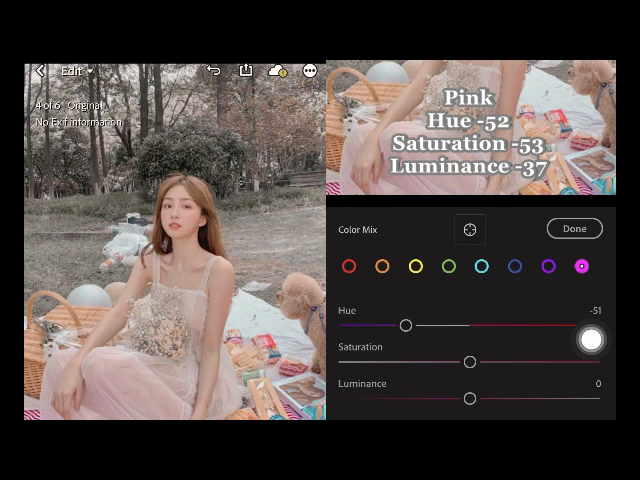 Edit
4 of 6 Original
No Exif information
Pink
Hue -52
Saturation -53
Luminance -37
Color Mix
Done
Hue -51
Saturation
Luminance 0